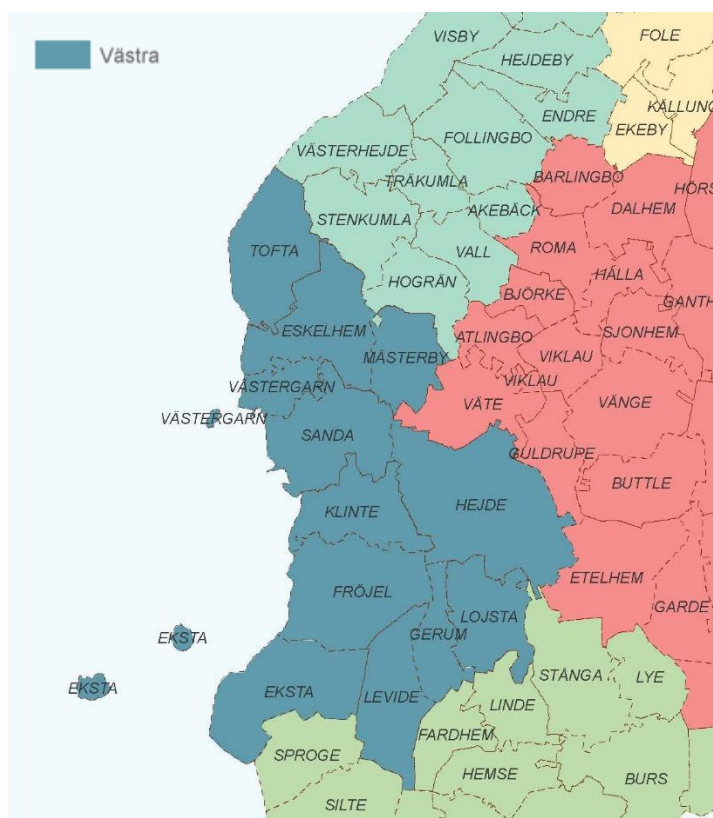 Västra
VISBY
FOLE
HEJDEBY
KÄLLUNG
ENDRE
EKEBY
FOLLINGBO
VÄSTERHEJDE
TRÄKUMLA
BARLINGBO
HÖRS
DALHEM
AKEBÄCK
STENKUMLA
TOFTA
VALL
ROMA
HÅLLA
HOGRÄN
BJÖRKE
GANTH
ESKELHEM
SJONHEM
ATLINGBO
MÄSTERBY
VIKLAU
VIKLAU
VÄSTERGARN
VÄTE
VÄNGE
VÄSTERGARN
SANDA
GULDRUPE
BUTTLE
KLINTE
HEJDE
ETELHEM
FRÖJEL
GARDE
LOJSTA
EKSTA
GERUM
STÅNGA
LYE
EKSTA
EKSTA
LEVIDE
LINDE
FARDHEM
SPROGE
HEMSE
BURS
SILTE